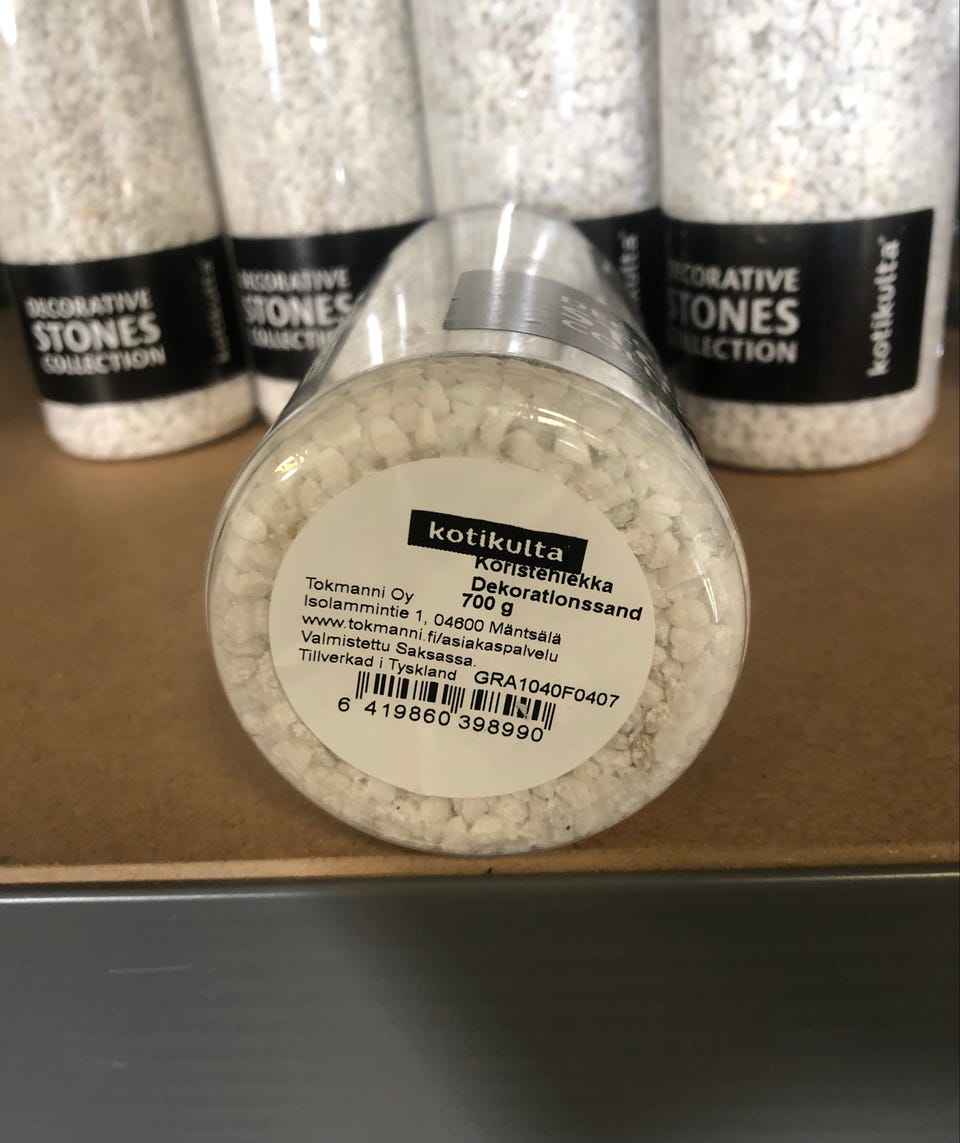 DECORATIVE
STONES
COLLECTION
kotikulta
DECORATIVE
STONES
COLLECTION
kotikulta
DECORATIVE
STONES
COLLECTION
kotikulta
kotikulta
Koristehiekka
Dekorationssand
700 g
Tokmanni Oy
Isolammintie 1, 04600 Mäntsälä
www.tokmanni.fi/asiakaspalvelu
Valmistettu Saksassa.
Tillverkad i Tyskland
GRA1040F0407
6 419860 398990